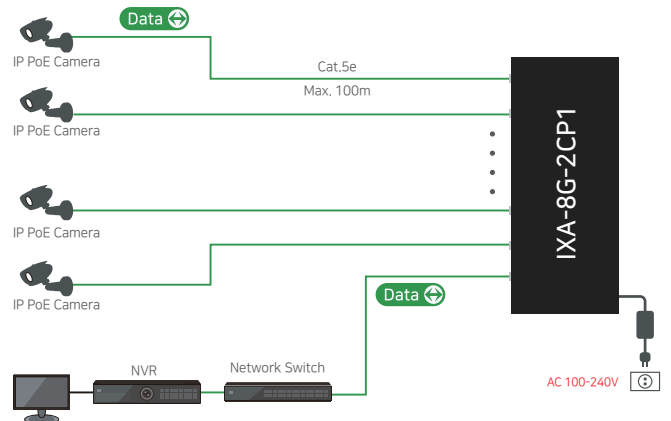 Data
IP PoE Camera
Cat.5e
Max. 100m
IP PoE Camera
IXA-8G-2CP1
IP PoE Camera
IP PoE Camera
Data
NVR
Network Switch
AC 100-240V